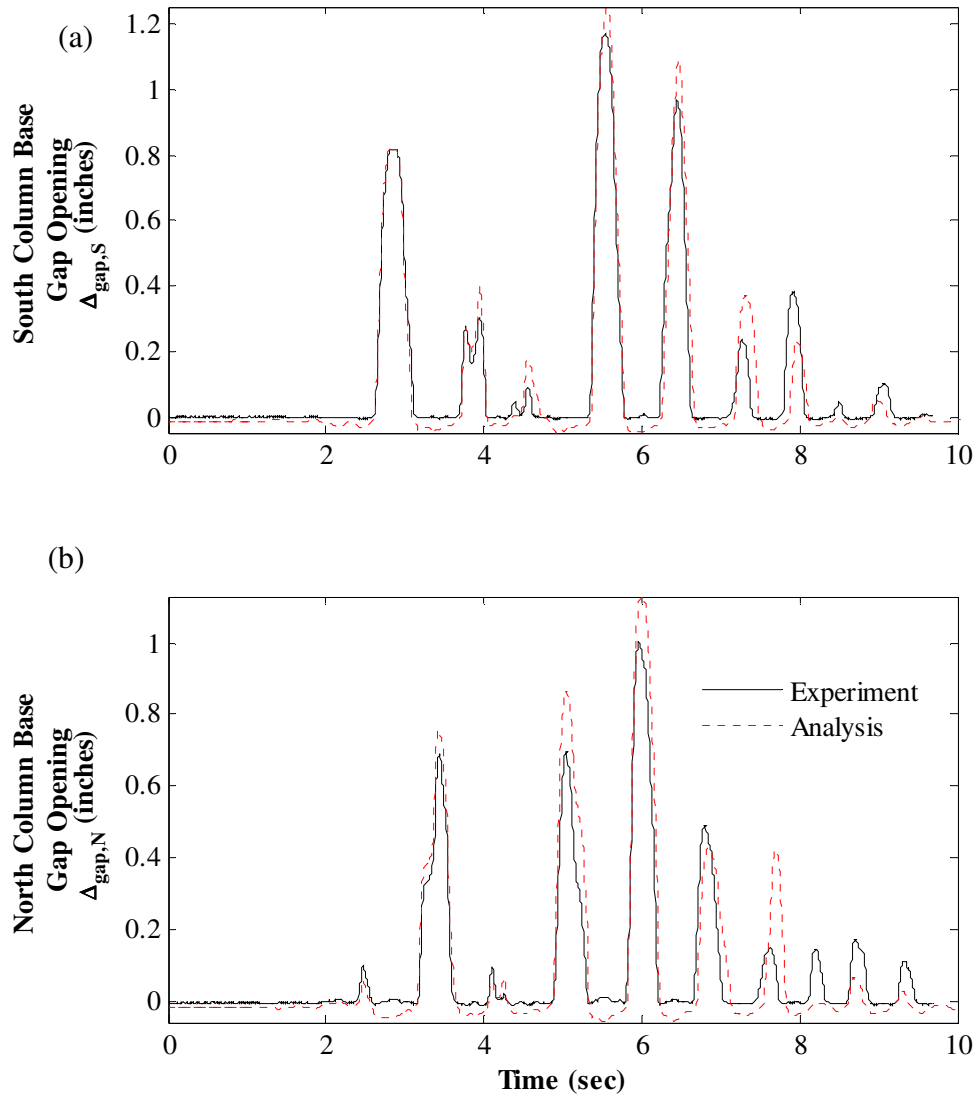 (a)
South Column Base
Gap Opening
Δgap,S (inches)
1.2
1
0.8
0.6
0.4
0.2
0
0 2 4 6 8 10
(b)
North Column Base
Gap Opening
Δgap,N (inches)
1
0.8
0.6
0.4
0.2
0
Experiment
Analysis
0 2 4 6 8 10
Time (sec)